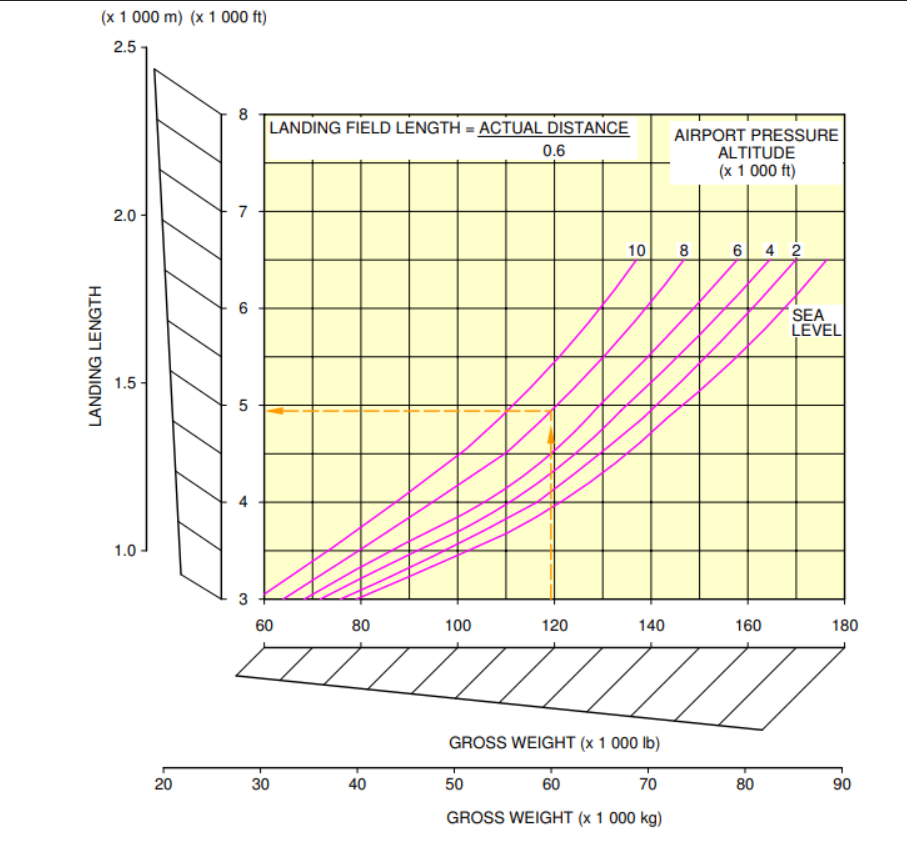 (x 1 000 m) (x 1 000 ft)
2.5
8
LANDING FIELD LENGTH = ACTUAL DISTANCE
0.6
AIRPORT PRESSURE
ALTITUDE
(x 1 000 ft)
2.0
7
10 8 6 4 2
LANDING LENGTH
6
SEA
LEVEL
1.5
5
4
1.0
3
60 80 100 120 140 160 180
GROSS WEIGHT (x 1 000 lb)
20 30 40 50 60 70 80 90
GROSS WEIGHT (x 1 000 kg)